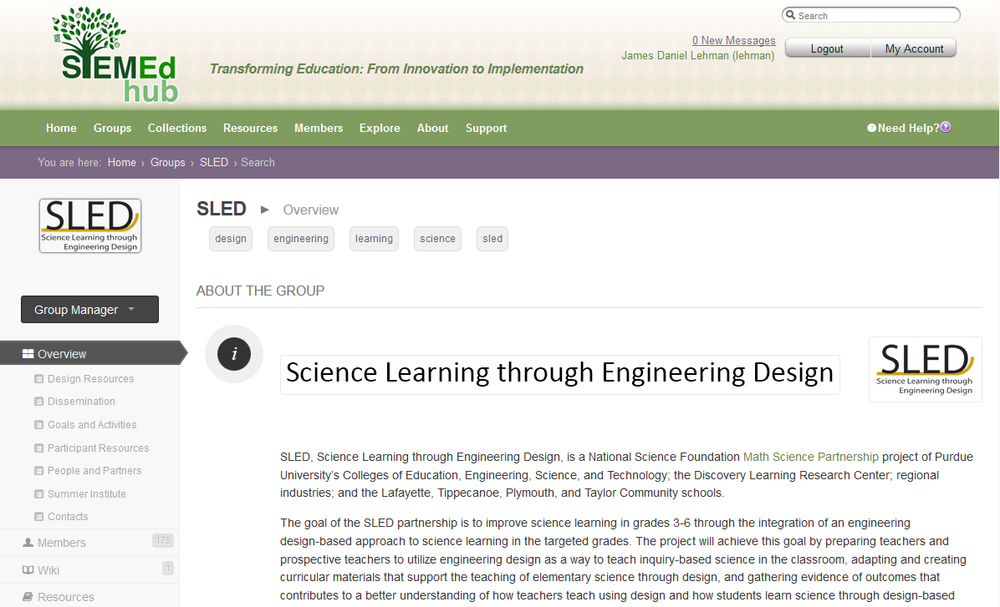 STEMEd
hub
Transforming Education: From Innovation to Implementation
Search
0 New Messages
James Daniel Lehman (lehman)
Logout
My Account
Home Groups Collections Resources Members Explore About Support
Need Help?
You are here: Home › Groups › SLED › Search
SLED
Science Learning through
Engineering Design
Group Manager
Overview
Design Resources
Dissemination
Goals and Activities
Participant Resources
People and Partners
Summer Institute
Contacts
Members 175
Wiki 1
Resources
SLED ► Overview
design engineering learning science sled
ABOUT THE GROUP
i
Science Learning through Engineering Design
SLED
Science Learning through
Engineering Design
SLED, Science Learning through Engineering Design, is a National Science Foundation Math Science Partnership project of Purdue
University's Colleges of Education, Engineering, Science, and Technology; the Discovery Learning Research Center; regional
industries; and the Lafayette, Tippecanoe, Plymouth, and Taylor Community schools.
The goal of the SLED partnership is to improve science learning in grades 3-6 through the integration of an engineering
design-based approach to science learning in the targeted grades. The project will achieve this goal by preparing teachers and
prospective teachers to utilize engineering design as a way to teach inquiry-based science in the classroom, adapting and creating
curricular materials that support the teaching of elementary science through design, and gathering evidence of outcomes that
contributes to a better understanding of how teachers teach using design and how students learn science through design-based